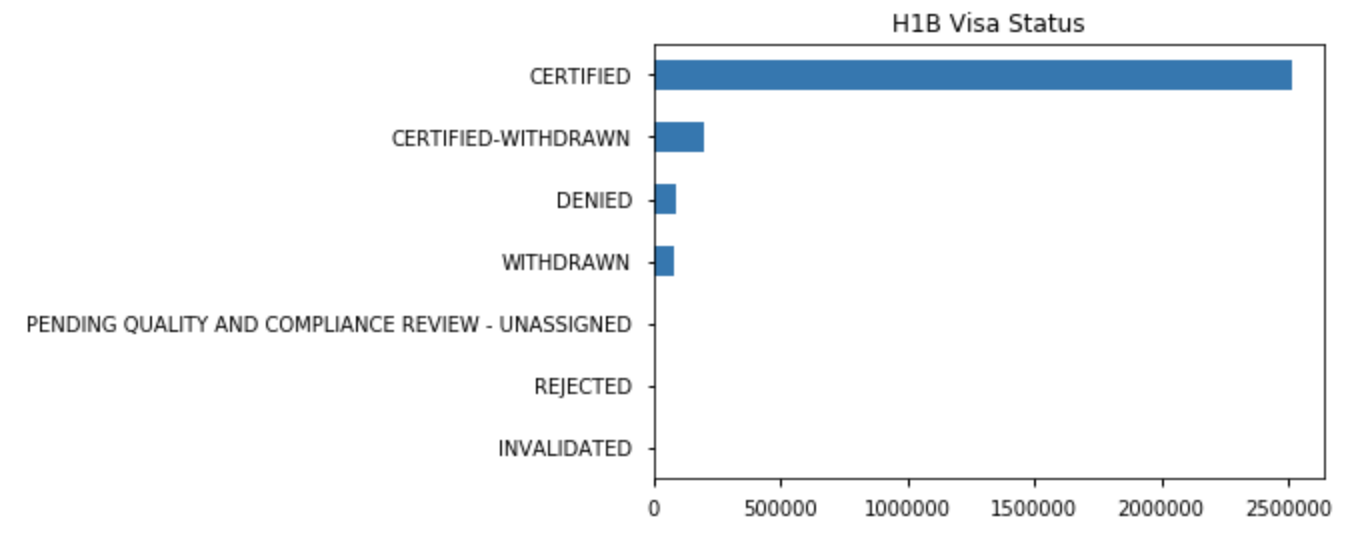 H1B Visa Status
CERTIFIED
CERTIFIED-WITHDRAWN
DENIED
WITHDRAWN
PENDING QUALITY AND COMPLIANCE REVIEW - UNASSIGNED
REJECTED
INVALIDATED
0 500000 1000000 1500000 2000000 2500000